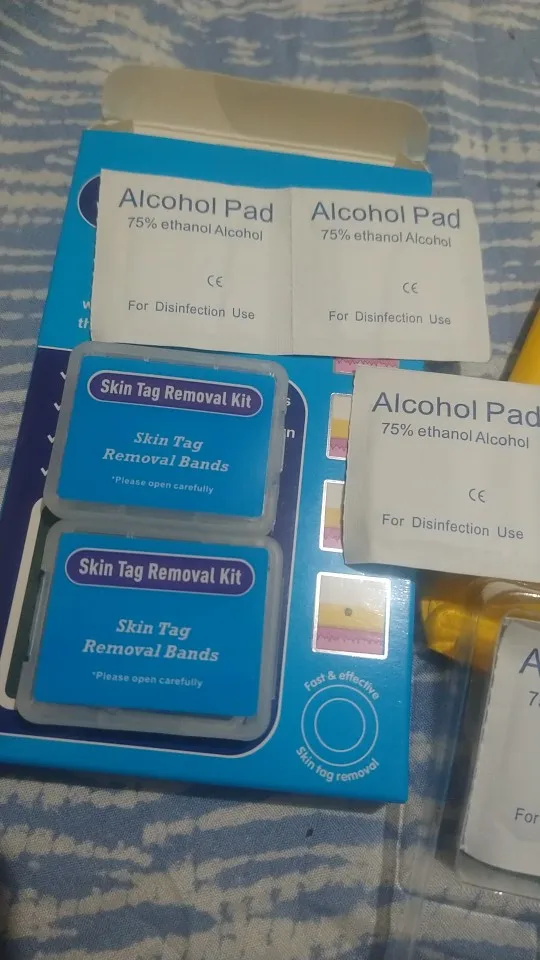 Alcohol Pad
75% ethanol Alcohol
CE
For Disinfection Use
Alcohol Pad
75% ethanol Alcohol
CE
For Disinfection Use
Skin Tag Removal Kit
Skin Tag
Removal Bands
*Please open carefully
Alcohol Pad
75% ethanol Alcohol
CE
For Disinfection Use
Skin Tag Removal Kit
Skin Tag
Removal Bands
*Please open carefully
Fast & effective
Skin tag removal
For